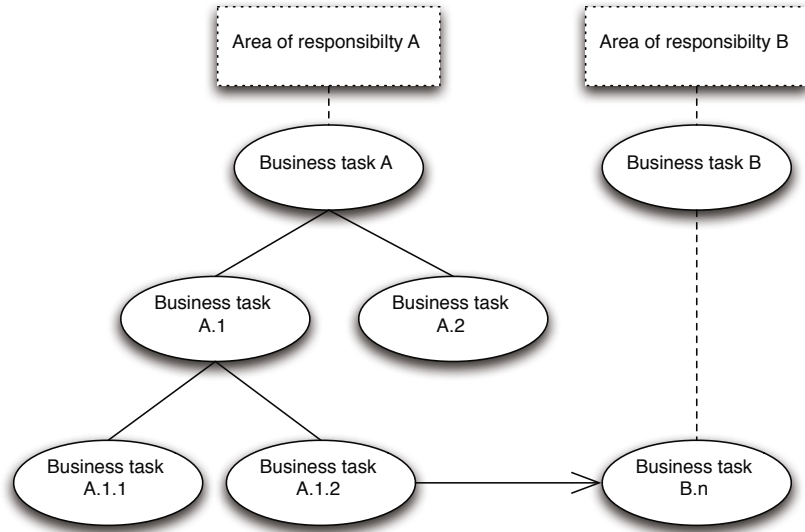 Area of responsibilty A
Area of responsibilty B
Business task A
Business task B
Business task
A.1
Business task
A.2
Business task
A.1.1
Business task
A.1.2
Business task
B.n